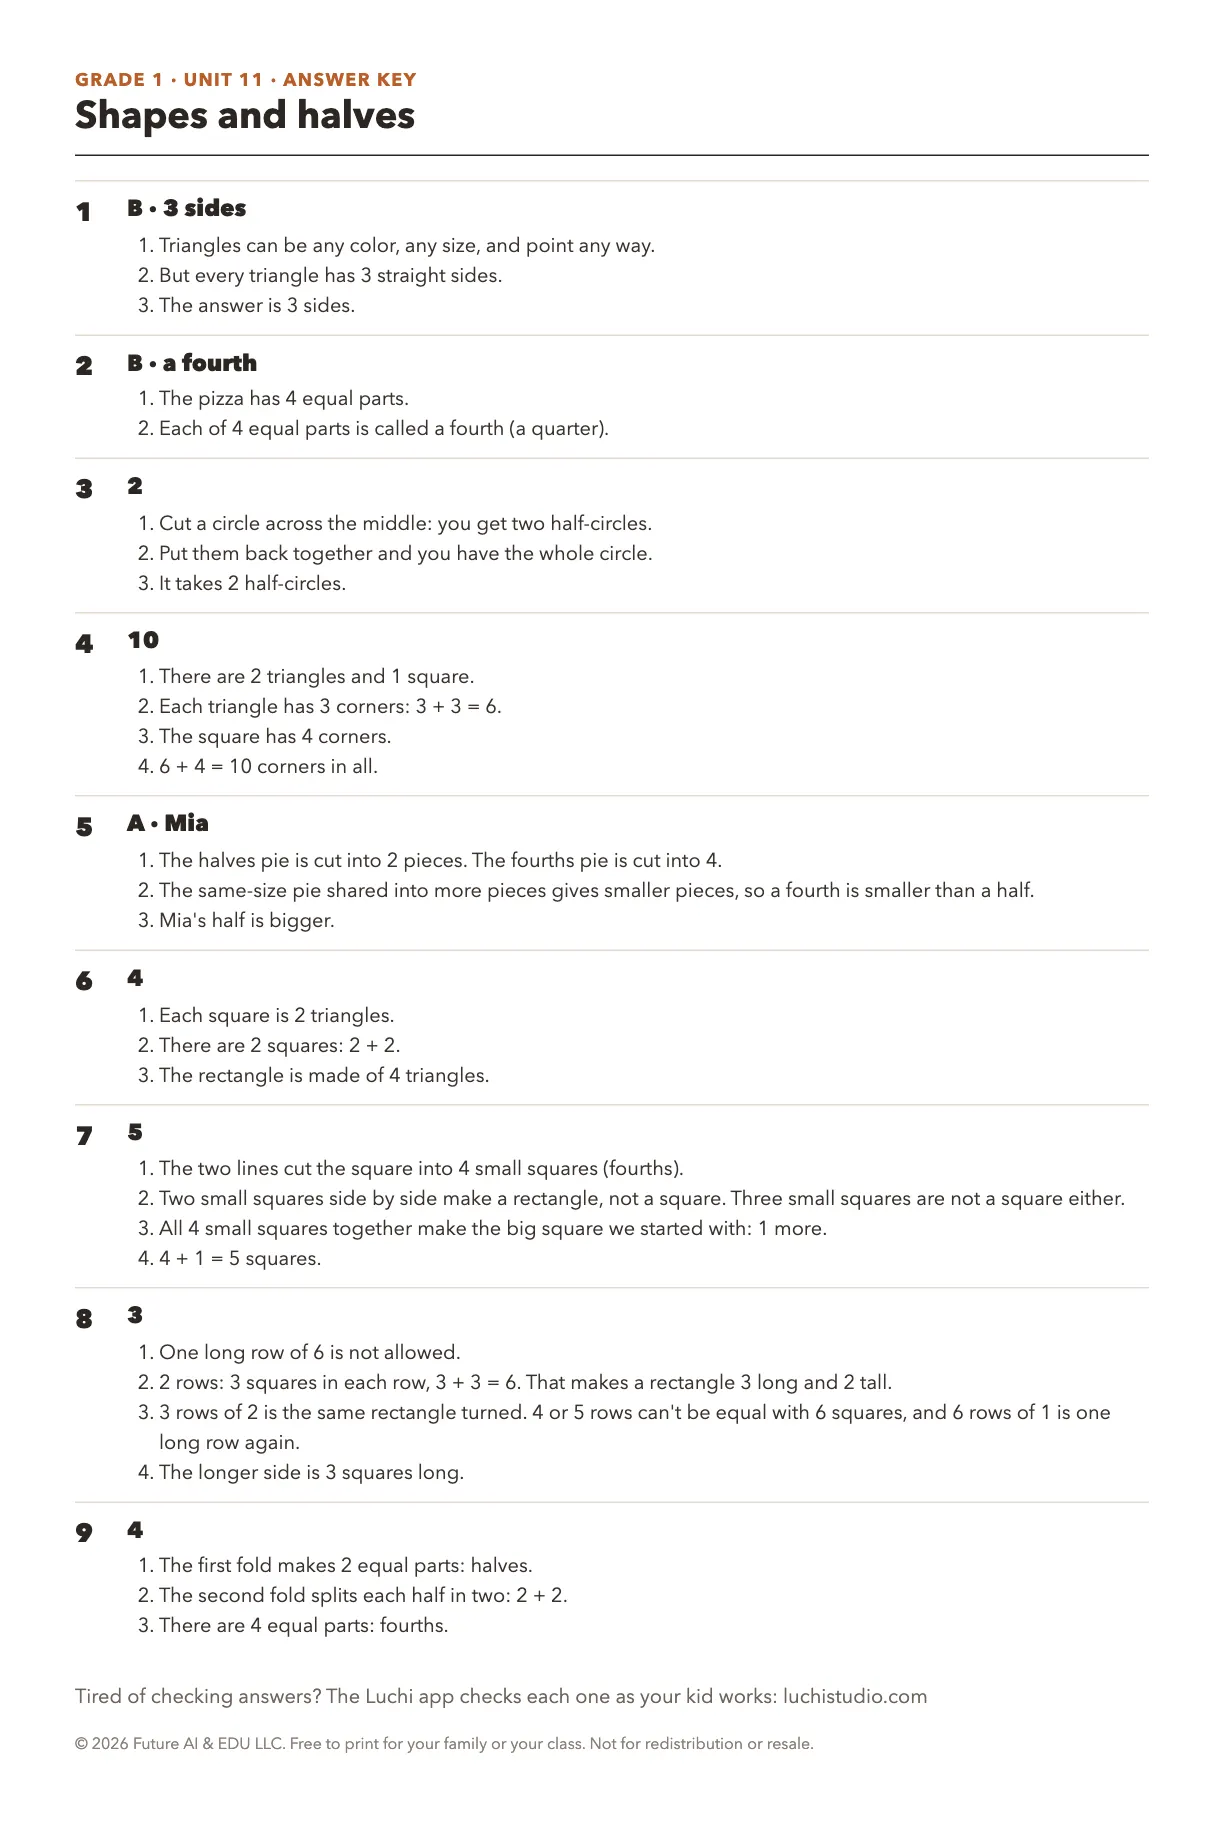 GRADE 1 · UNIT 11 · ANSWER KEY
Shapes and halves
1 B · 3 sides
1. Triangles can be any color, any size, and point any way.
2. But every triangle has 3 straight sides.
3. The answer is 3 sides.
2 B · a fourth
1. The pizza has 4 equal parts.
2. Each of 4 equal parts is called a fourth (a quarter).
3 2
1. Cut a circle across the middle: you get two half-circles.
2. Put them back together and you have the whole circle.
3. It takes 2 half-circles.
4 10
1. There are 2 triangles and 1 square.
2. Each triangle has 3 corners: 3 + 3 = 6.
3. The square has 4 corners.
4. 6 + 4 = 10 corners in all.
5 A · Mia
1. The halves pie is cut into 2 pieces. The fourths pie is cut into 4.
2. The same-size pie shared into more pieces gives smaller pieces, so a fourth is smaller than a half.
3. Mia's half is bigger.
6 4
1. Each square is 2 triangles.
2. There are 2 squares: 2 + 2.
3. The rectangle is made of 4 triangles.
7 5
1. The two lines cut the square into 4 small squares (fourths).
2. Two small squares side by side make a rectangle, not a square. Three small squares are not a square either.
3. All 4 small squares together make the big square we started with: 1 more.
4. 4 + 1 = 5 squares.
8 3
1. One long row of 6 is not allowed.
2. 2 rows: 3 squares in each row, 3 + 3 = 6. That makes a rectangle 3 long and 2 tall.
3. 3 rows of 2 is the same rectangle turned. 4 or 5 rows can't be equal with 6 squares, and 6 rows of 1 is one
long row again.
4. The longer side is 3 squares long.
9 4
1. The first fold makes 2 equal parts: halves.
2. The second fold splits each half in two: 2 + 2.
3. There are 4 equal parts: fourths.
Tired of checking answers? The Luchi app checks each one as your kid works: luchistudio.com
© 2026 Future AI & EDU LLC. Free to print for your family or your class. Not for redistribution or resale.